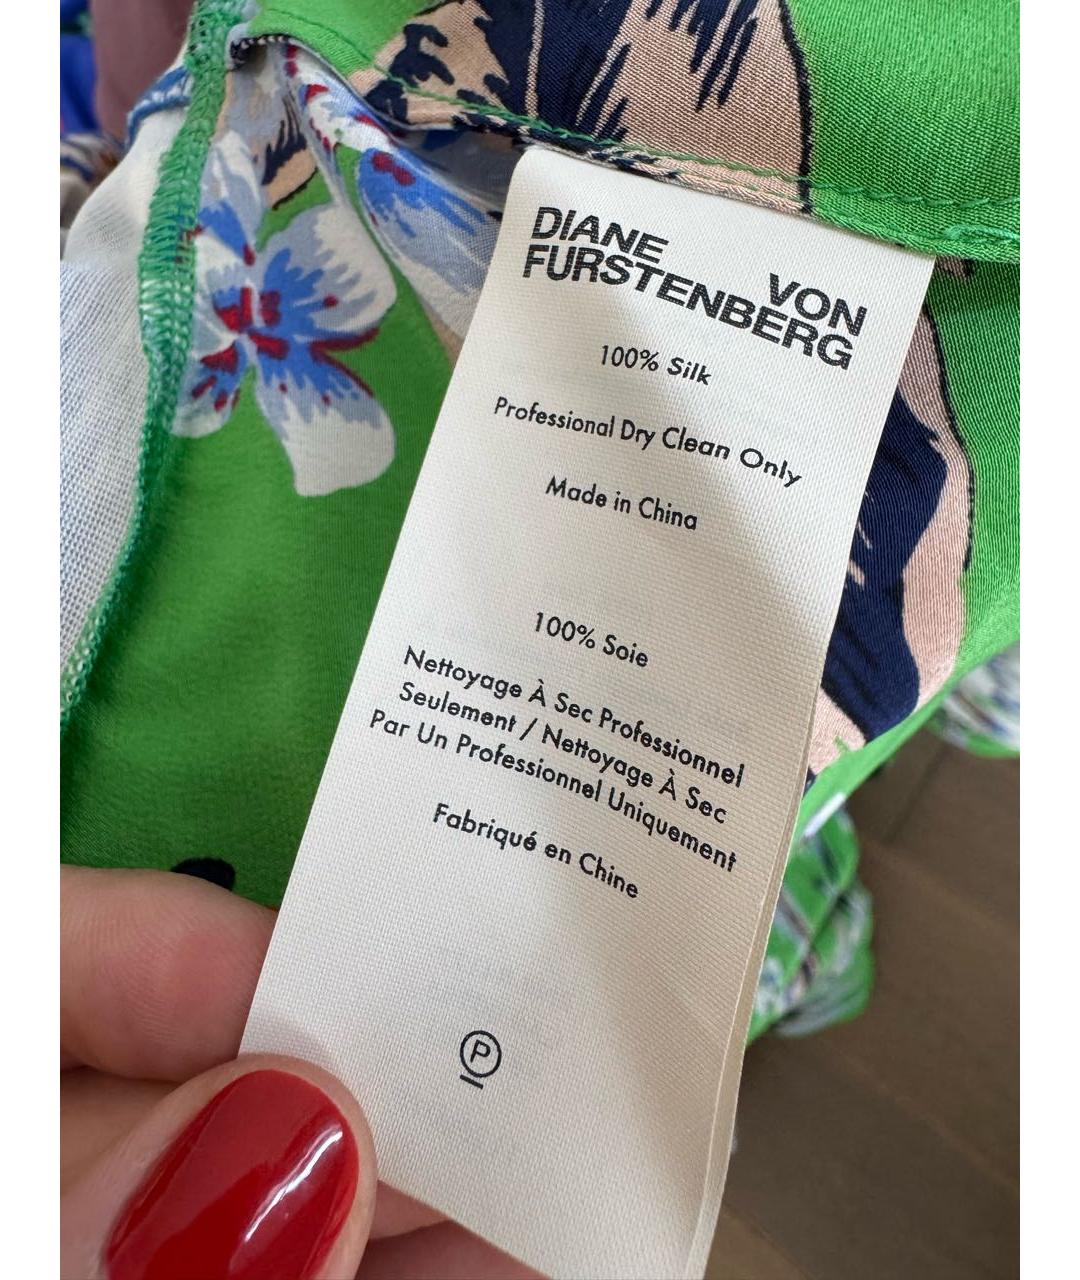 DIANE VON
FURSTENBERG
100% Silk
Professional Dry Clean Only
Made in China
100% Soie
Nettoyage À Sec Professionnel
Seulement / Nettoyage À Sec
Par Un Professionnel Uniquement
Fabriqué en Chine
P